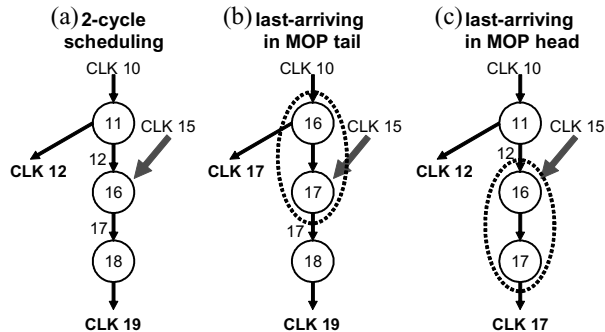 (a) 2-cycle
scheduling
CLK 10
11
CLK 15
12
CLK 12
16
17
18
CLK 19
(b) last-arriving
in MOP tail
CLK 10
16
CLK 15
CLK 17
17
17
18
CLK 19
(c) last-arriving
in MOP head
CLK 10
11
CLK 15
12
CLK 12
16
17
CLK 17